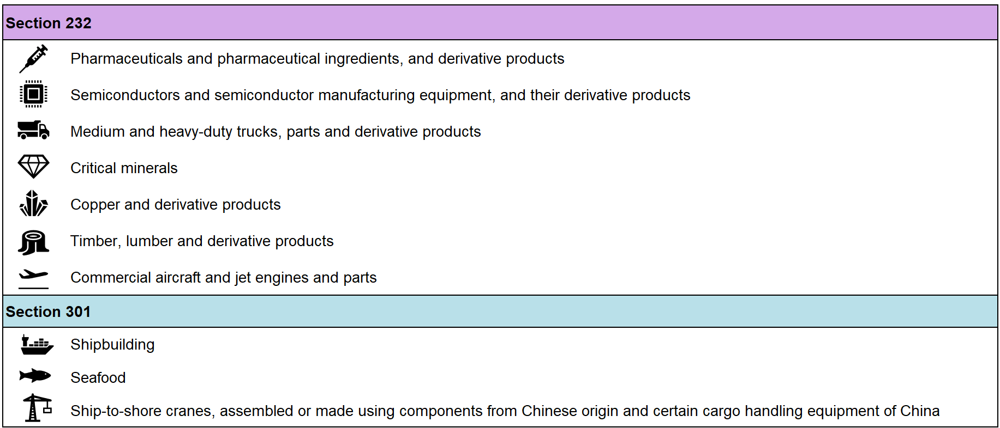 Section 232
Pharmaceuticals and pharmaceutical ingredients, and derivative products
Semiconductors and semiconductor manufacturing equipment, and their derivative products
Medium and heavy-duty trucks, parts and derivative products
Critical minerals
Copper and derivative products
Timber, lumber and derivative products
Commercial aircraft and jet engines and parts
Section 301
Shipbuilding
Seafood
Ship-to-shore cranes, assembled or made using components from Chinese origin and certain cargo handling equipment of China